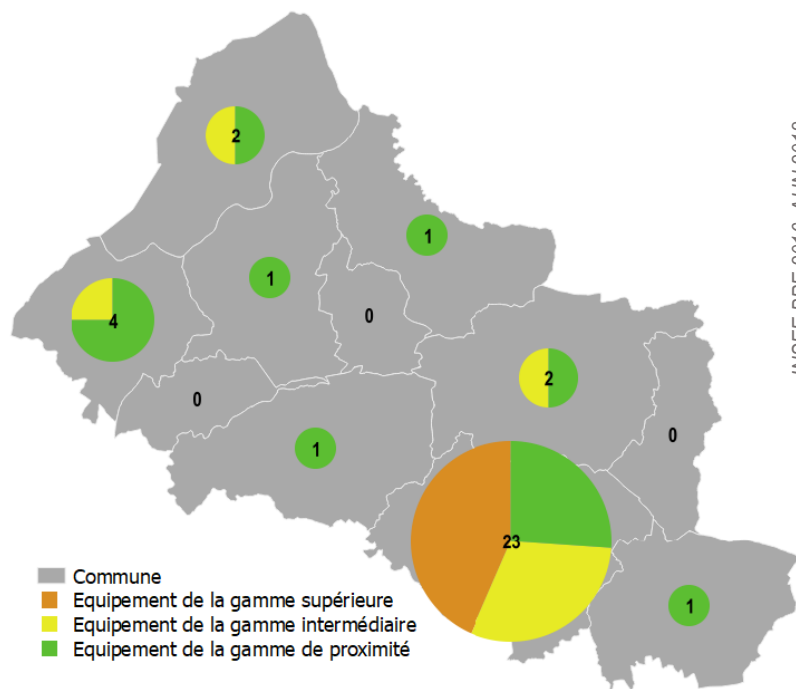 2
1
1
0
4
2
0
0
1
23
1
Commune
Equipement de la gamme supérieure
Equipement de la gamme intermédiaire
Equipement de la gamme de proximité